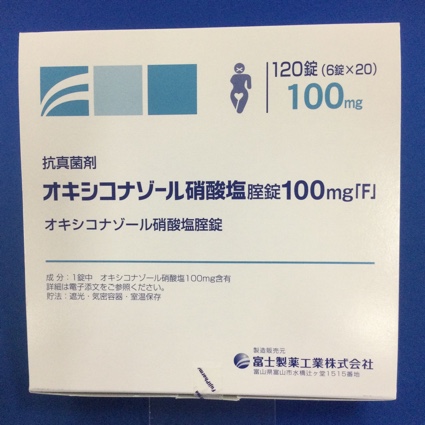 120錠(6錠×20)
100mg
抗真菌剤
オキシコナゾール硝酸塩腟錠100mg「F」
オキシコナゾール硝酸塩腟錠
成 分：1錠中 オキシコナゾール硝酸塩100mg含有
詳細は電子添文をご参照ください。
貯法：遮光・気密容器・室温保存
製造販売元
富士製薬工業株式会社
富山県富山市水橋辻ヶ堂1515番地